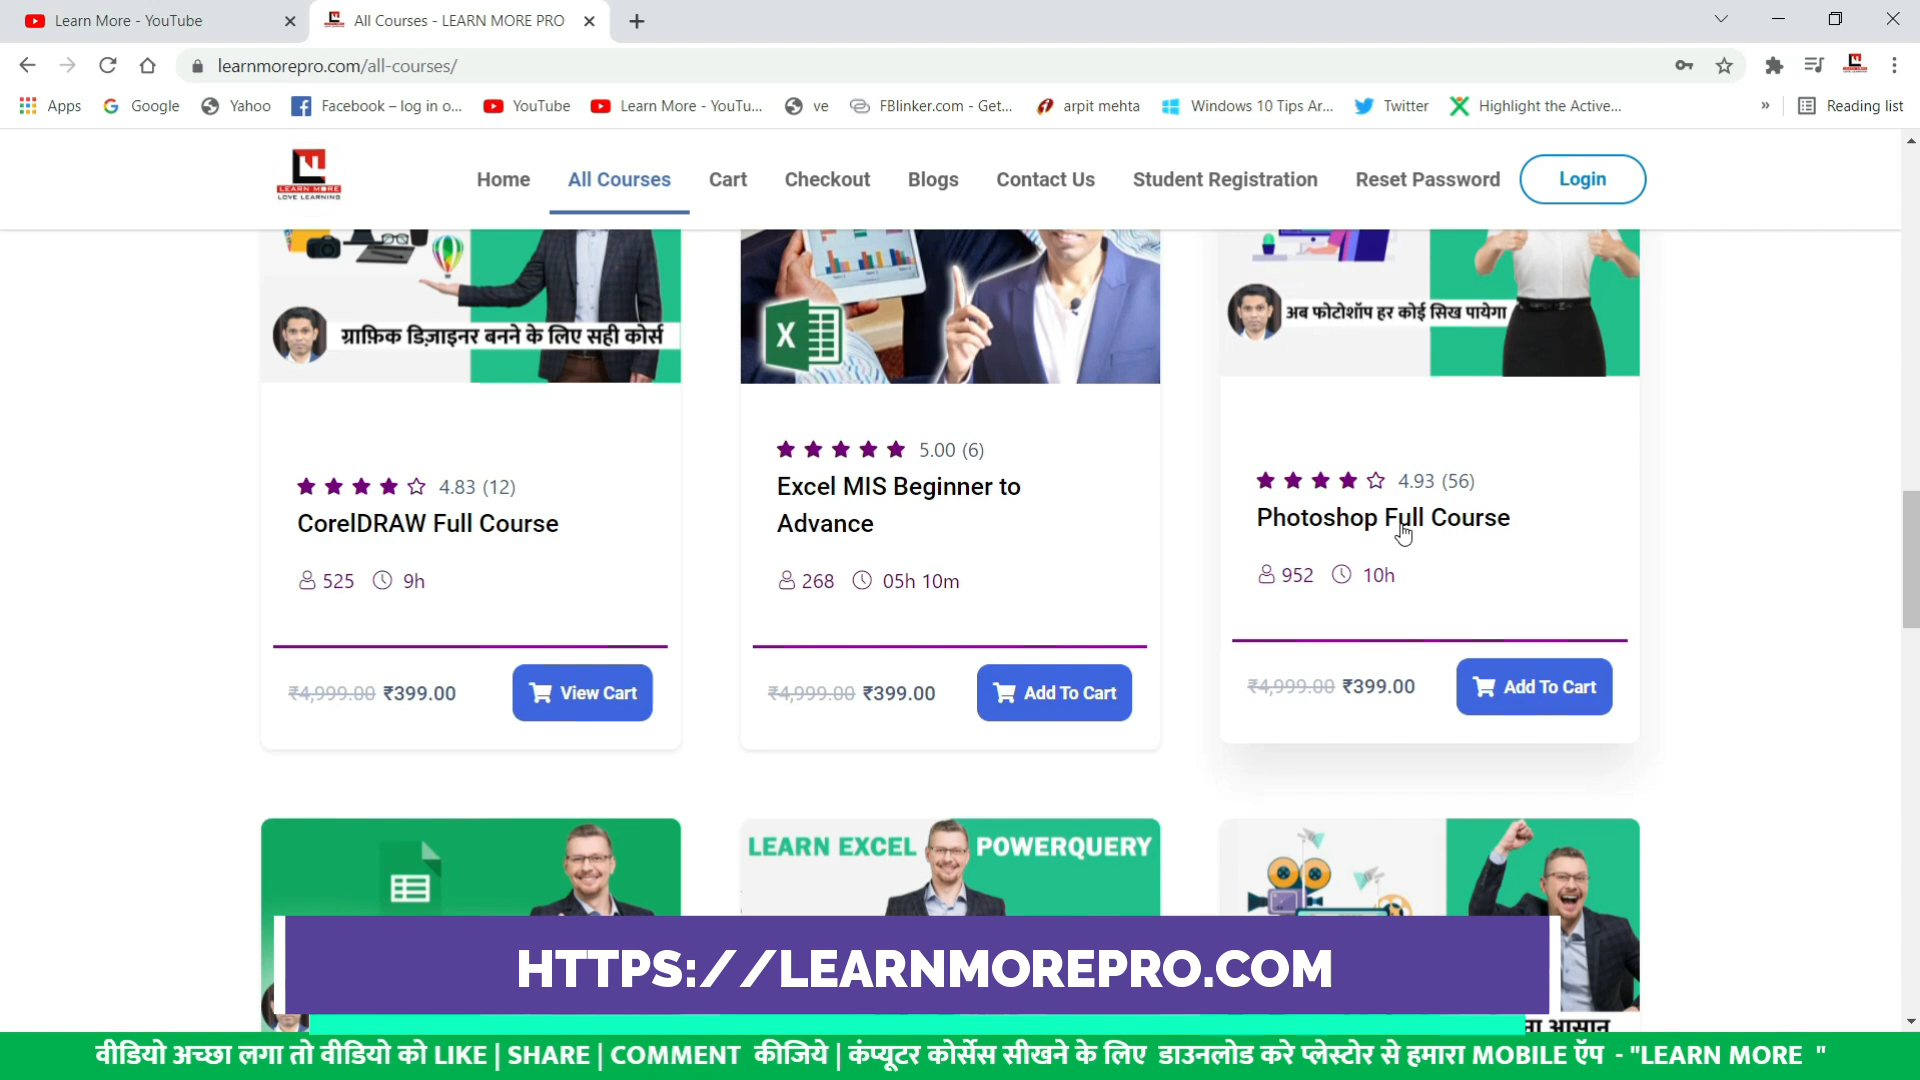 Learn More - YouTube
All Courses - LEARN MORE PRO
learnmorepro.com/all-courses/
Apps Google Yahoo Facebook – log in o... YouTube Learn More - YouTu... ve FBlinker.com - Get... arpit mehta Windows 10 Tips Ar... Twitter Highlight the Active... » Reading list
LEARN MORE
LOVE LEARNING
Home All Courses Cart Checkout Blogs Contact Us Student Registration Reset Password Login
ग्राफ़िक डिज़ाइनर बनने के लिए सही कोर्स
अब फोटोशॉप हर कोई सिख पायेगा
4.83 (12)
CorelDRAW Full Course
525 9h
₹4,999.00 ₹399.00 View Cart
5.00 (6)
Excel MIS Beginner to
Advance
268 05h 10m
₹4,999.00 ₹399.00 Add To Cart
4.93 (56)
Photoshop Full Course
952 10h
₹4,999.00 ₹399.00 Add To Cart
LEARN EXCEL POWERQUERY
HTTPS://LEARNMOREPRO.COM
वीडियो अच्छा लगा तो वीडियो को LIKE | SHARE | COMMENT कीजिये | कंप्यूटर कोर्सेस सीखने के लिए डाउनलोड करे प्लेस्टोर से हमारा MOBILE ऍप - "LEARN MORE "